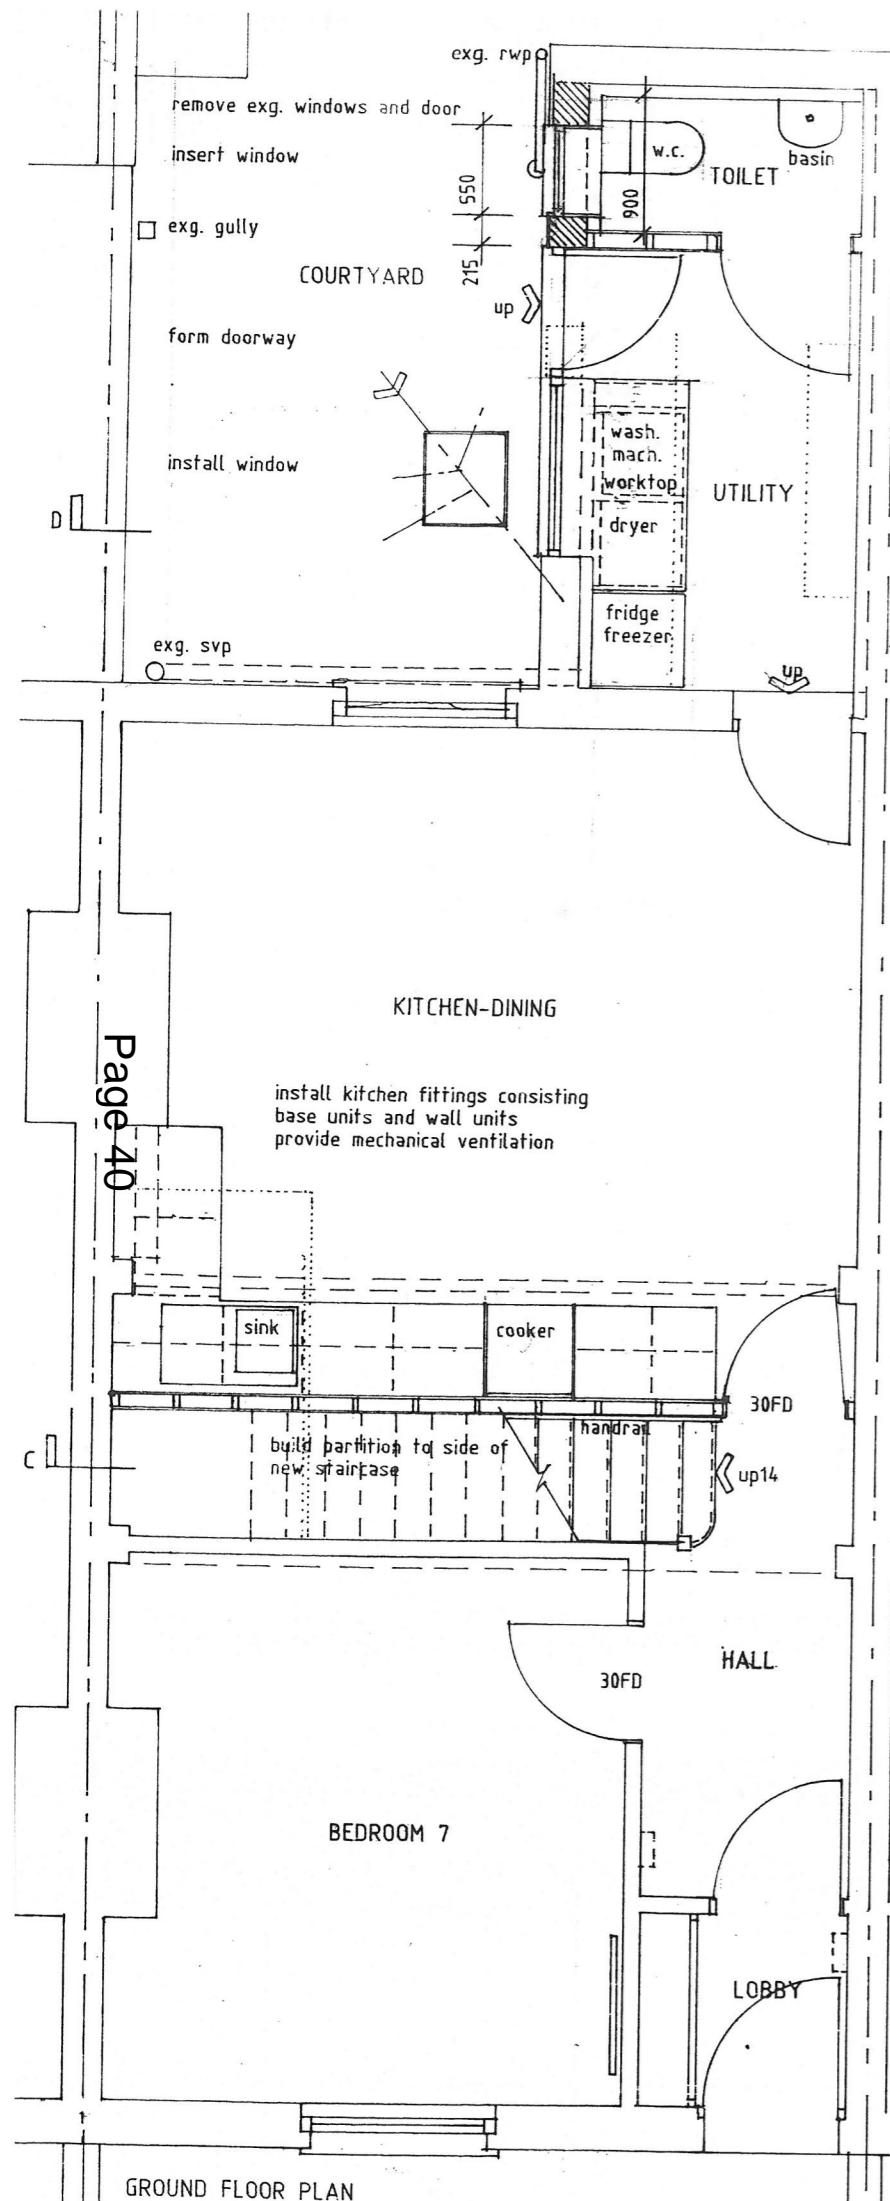 exg. rwp
remove exg. windows and door
insert window
exg. gully
COURTYARD
form doorway
install window
550
215
900
w.c.
basin
TOILET
up
wash.
mach.
worktop
dryer
UTILITY
fridge
freezer
D
exg. svp
up
KITCHEN-DINING
install kitchen fittings consisting
base units and wall units
provide mechanical ventilation
Page 40
sink
cooker
30FD
handrail
build partition to side of
new staircase
C
up14
HALL
30FD
BEDROOM 7
LOBBY
GROUND FLOOR PLAN